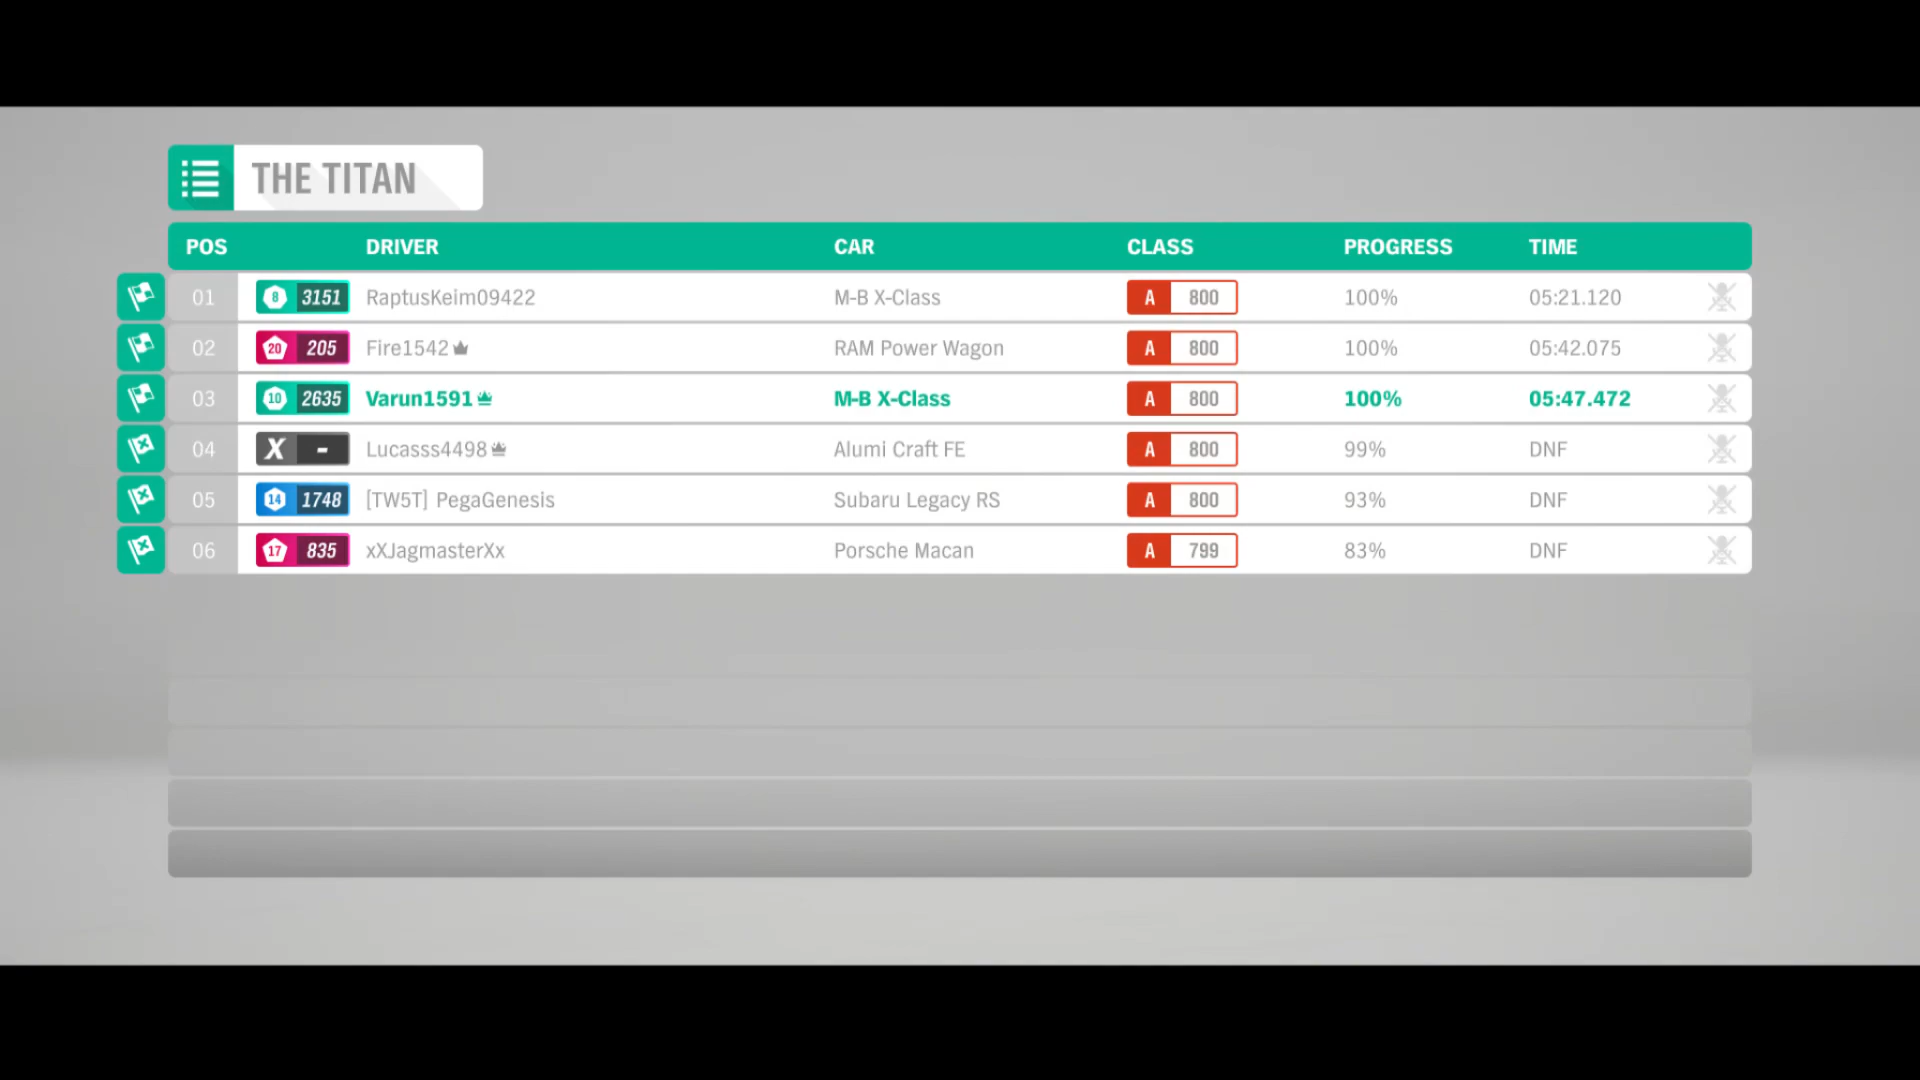 THE TITAN
POS DRIVER CAR CLASS PROGRESS TIME
01 8 3151 RaptusKeim09422 M-B X-Class A 800 100% 05:21.120
02 20 205 Fire1542 RAM Power Wagon A 800 100% 05:42.075
03 10 2635 Varun1591 M-B X-Class A 800 100% 05:47.472
04 X - Lucasss4498 Alumi Craft FE A 800 99% DNF
05 14 1748 [TW5T] PegaGenesis Subaru Legacy RS A 800 93% DNF
06 17 835 xXJagmasterXx Porsche Macan A 799 83% DNF